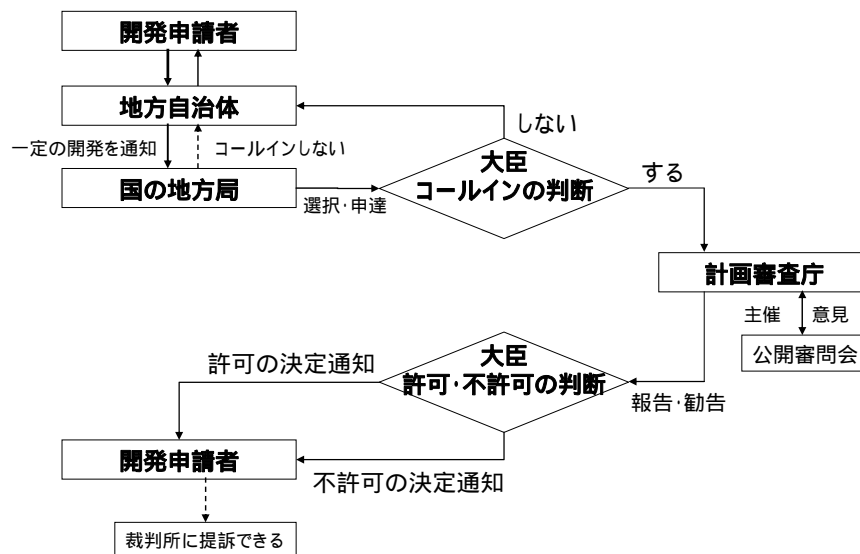 開発申請者
地方自治体
一定の開発を通知
コールインしない
国の地方局
選択・申達
しない
大臣
コールインの判断
する
計画審査庁
主催
意見
公開審問会
大臣
許可・不許可の判断
報告・勧告
許可の決定通知
開発申請者
不許可の決定通知
裁判所に提訴できる